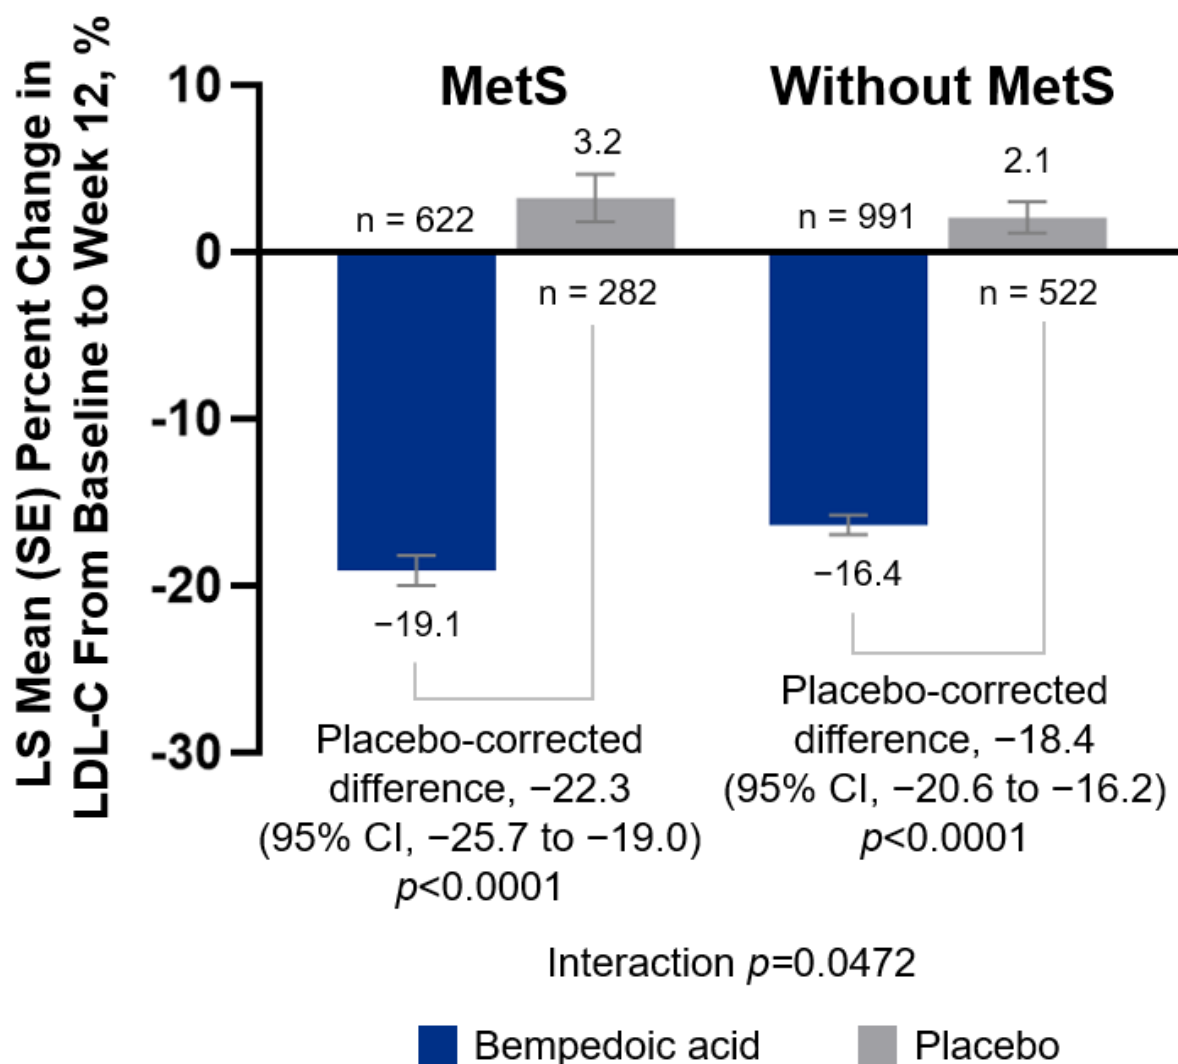 LS Mean (SE) Percent Change in
LDL-C From Baseline to Week 12, %
10
0
-10
-20
-30
MetS
Without MetS
3.2
2.1
n = 622
n = 991
n = 282
n = 522
−19.1
−16.4
Placebo-corrected
difference, −22.3
(95% CI, −25.7 to −19.0)
p<0.0001
Placebo-corrected
difference, −18.4
(95% CI, −20.6 to −16.2)
p<0.0001
Interaction p=0.0472
Bempedoic acid
Placebo